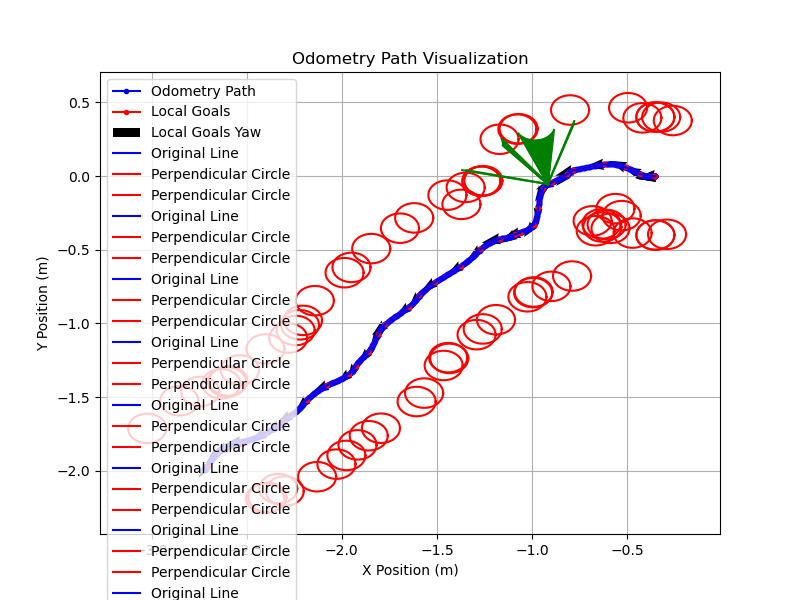 Odometry Path Visualization
Odometry Path
Local Goals
Local Goals Yaw
Original Line
Perpendicular Circle
Perpendicular Circle
Original Line
Perpendicular Circle
Perpendicular Circle
Original Line
Perpendicular Circle
Perpendicular Circle
Original Line
Perpendicular Circle
Perpendicular Circle
Original Line
Perpendicular Circle
Perpendicular Circle
Original Line
Perpendicular Circle
Perpendicular Circle
Original Line
Perpendicular Circle
Perpendicular Circle
Original Line
0.5
0.0
−0.5
−1.0
−1.5
−2.0
Y Position (m)
−2.0
−1.5
−1.0
−0.5
X Position (m)